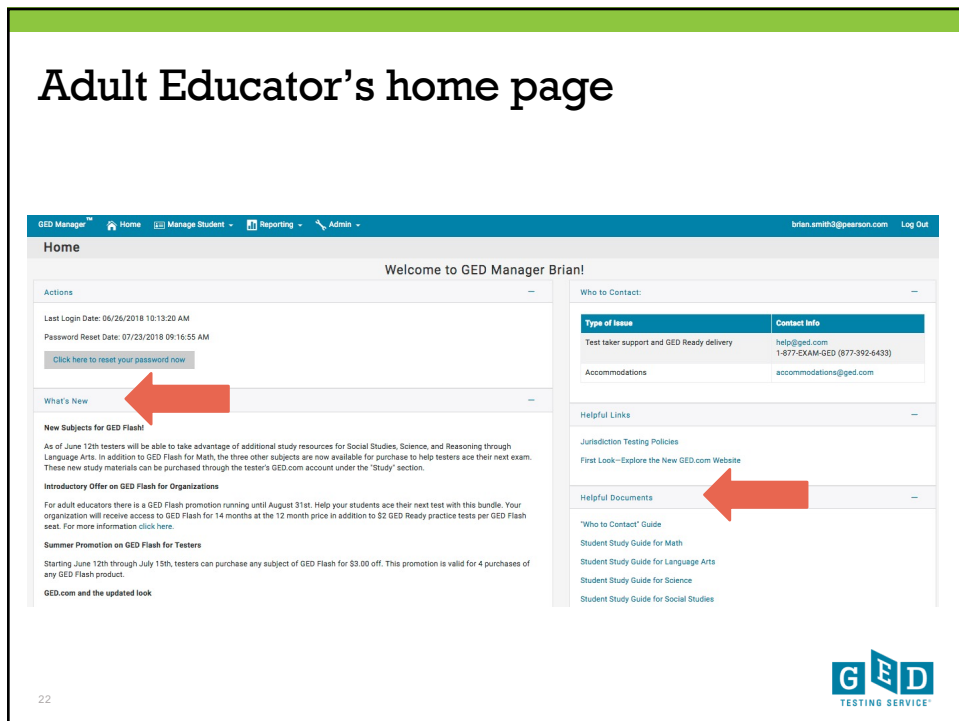 Adult Educator's home page
GED Manager™ Home Manage Student Reporting Admin brian.smith3@pearson.com Log Out
Home
Welcome to GED Manager Brian!
Actions
Last Login Date: 06/26/2018 10:13:20 AM
Password Reset Date: 07/23/2018 09:16:55 AM
Click here to reset your password now
What's New
New Subjects for GED Flash!
As of June 12th testers will be able to take advantage of additional study resources for Social Studies, Science, and Reasoning through
Language Arts. In addition to GED Flash for Math, the three other subjects are now available for purchase to help testers ace their next exam.
These new study materials can be purchased through the tester's GED.com account under the "Study" section.
Introductory Offer on GED Flash for Organizations
For adult educators there is a GED Flash promotion running until August 31st. Help your students ace their next test with this bundle. Your
organization will receive access to GED Flash for 14 months at the 12 month price in addition to $2 GED Ready practice tests per GED Flash
seat. For more information click here.
Summer Promotion on GED Flash for Testers
Starting June 12th through July 15th, testers can purchase any subject of GED Flash for $3.00 off. This promotion is valid for 4 purchases of
any GED Flash product.
GED.com and the updated look
Who to Contact:
Type of Issue Contact Info
Test taker support and GED Ready delivery help@ged.com
1-877-EXAM-GED (877-392-6433)
Accommodations accommodations@ged.com
Helpful Links
Jurisdiction Testing Policies
First Look—Explore the New GED.com Website
Helpful Documents
"Who to Contact" Guide
Student Study Guide for Math
Student Study Guide for Language Arts
Student Study Guide for Science
Student Study Guide for Social Studies
22
GED
TESTING SERVICE®